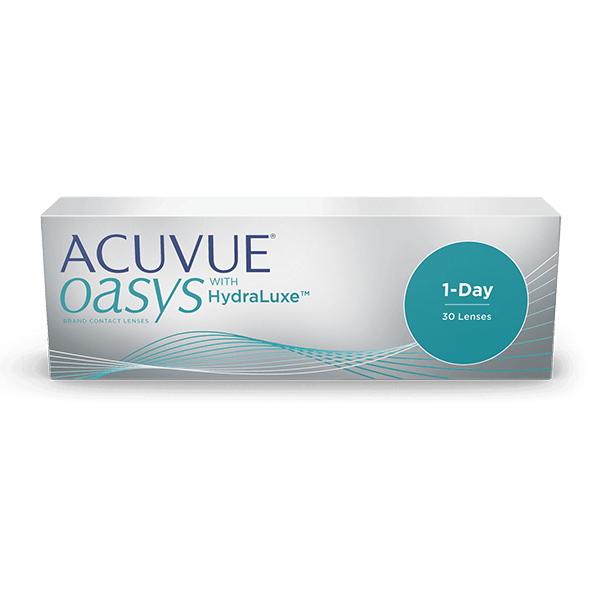 ACUVUE®
oasys WITH HydraLuxe™
BRAND CONTACT LENSES
1-Day
30 Lenses